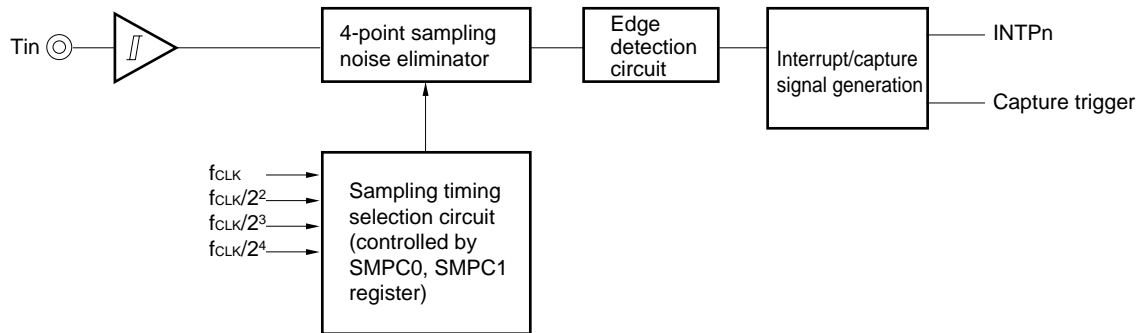 Tin
4-point sampling
noise eliminator
Edge
detection
circuit
Interrupt/capture
signal generation
INTPn
Capture trigger
fCLK
fCLK/2²
fCLK/2³
fCLK/2⁴
Sampling timing
selection circuit
(controlled by
SMPC0, SMPC1
register)